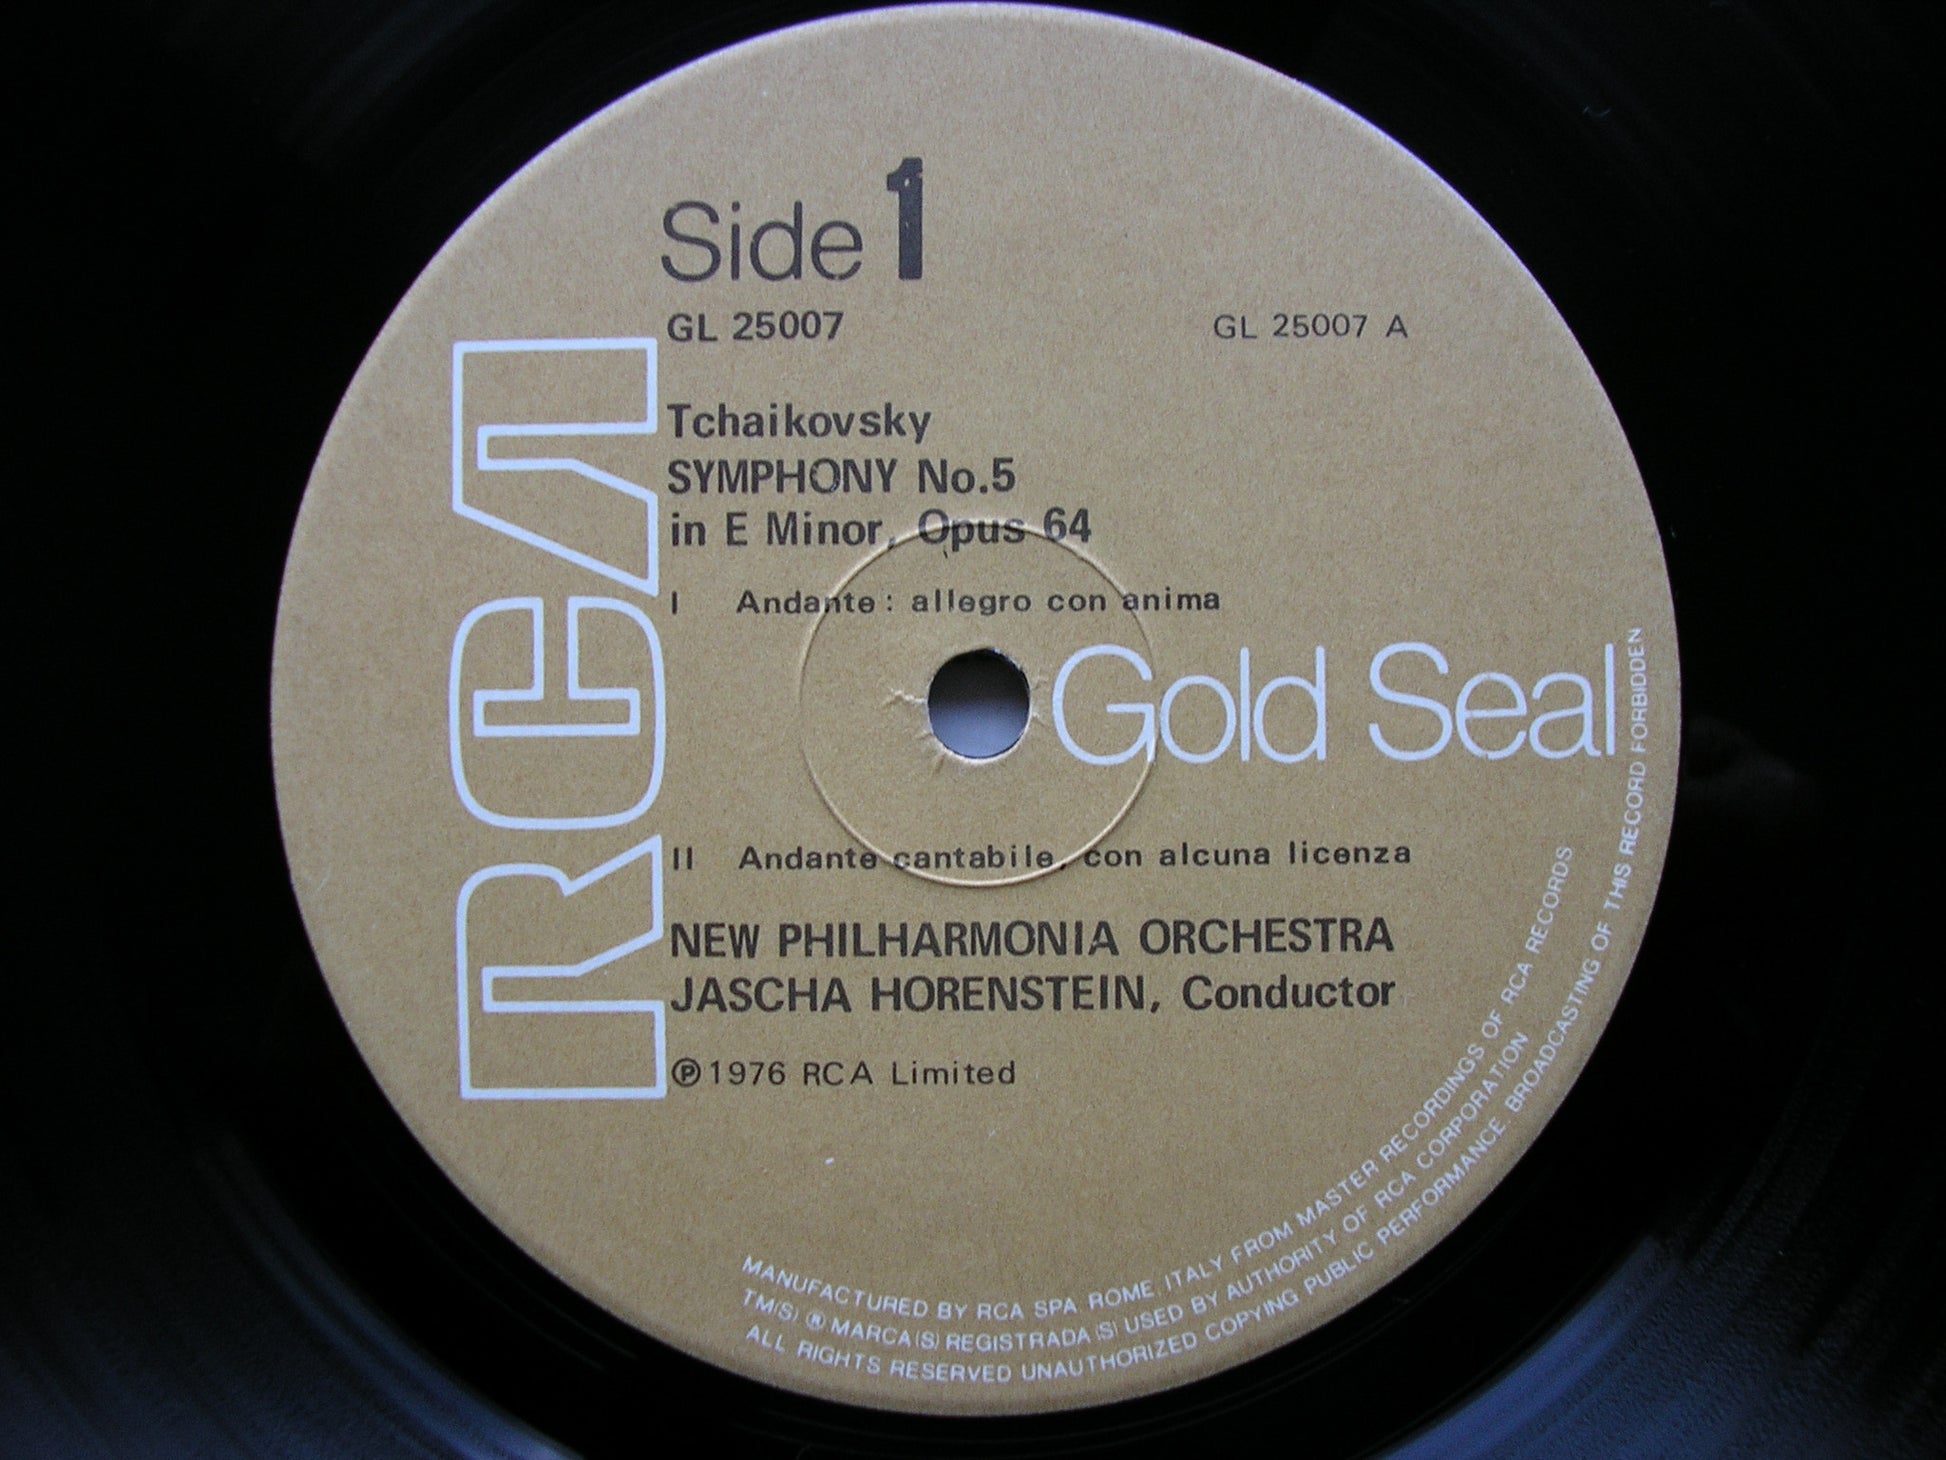 Side 1
GL 25007
GL 25007 A
RCA
Tchaikovsky
SYMPHONY No.5
in E Minor, Opus 64
I Andante: allegro con anima
Gold Seal
II Andante cantabile, con alcuna licenza
NEW PHILHARMONIA ORCHESTRA
JASCHA HORENSTEIN, Conductor
℗1976 RCA Limited
MANUFACTURED BY RCA SPA ROME, ITALY FROM MASTER RECORDINGS OF RCA RECORDS
TM(S) ® MARCA(S) REGISTRADA(S) USED BY AUTHORITY OF RCA CORPORATION
ALL RIGHTS RESERVED UNAUTHORIZED COPYING PUBLIC PERFORMANCE. BROADCASTING OF THIS RECORD FORBIDDEN